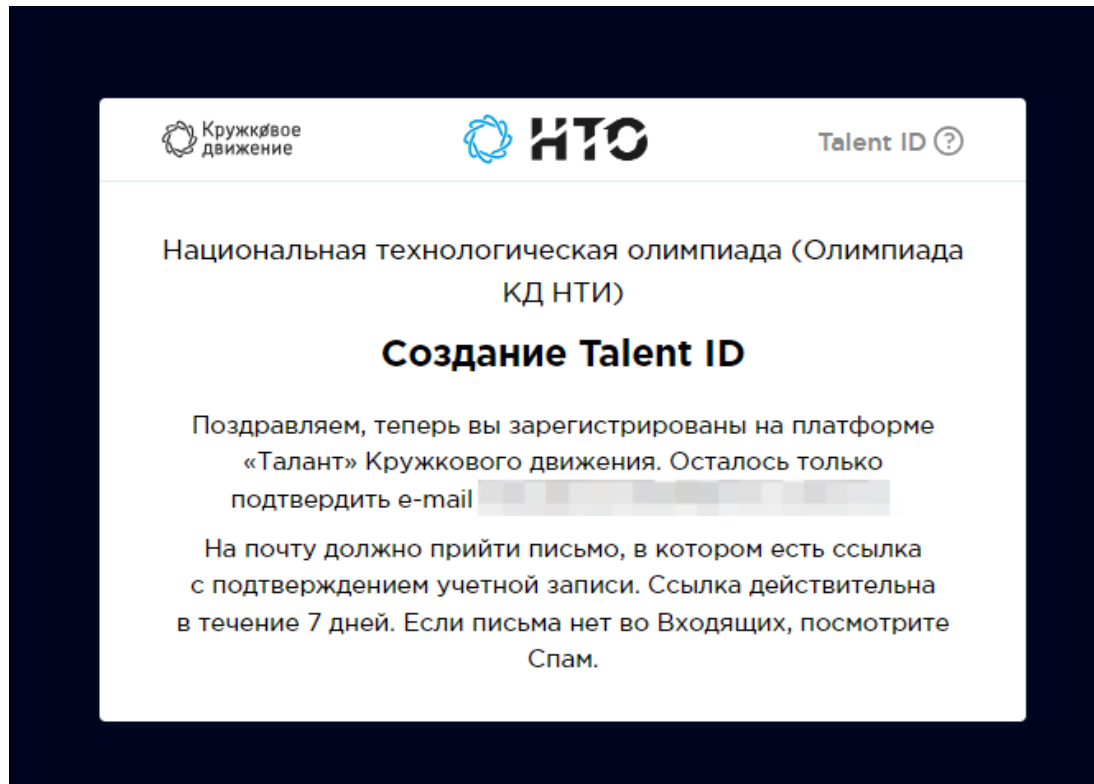 Кружковое
движение
НТО
Talent ID ?
Национальная технологическая олимпиада (Олимпиада
КД НТИ)
Создание Talent ID
Поздравляем, теперь вы зарегистрированы на платформе
«Талант» Кружкового движения. Осталось только
подтвердить e-mail
На почту должно прийти письмо, в котором есть ссылка
с подтверждением учетной записи. Ссылка действительна
в течение 7 дней. Если письма нет во Входящих, посмотрите
Спам.